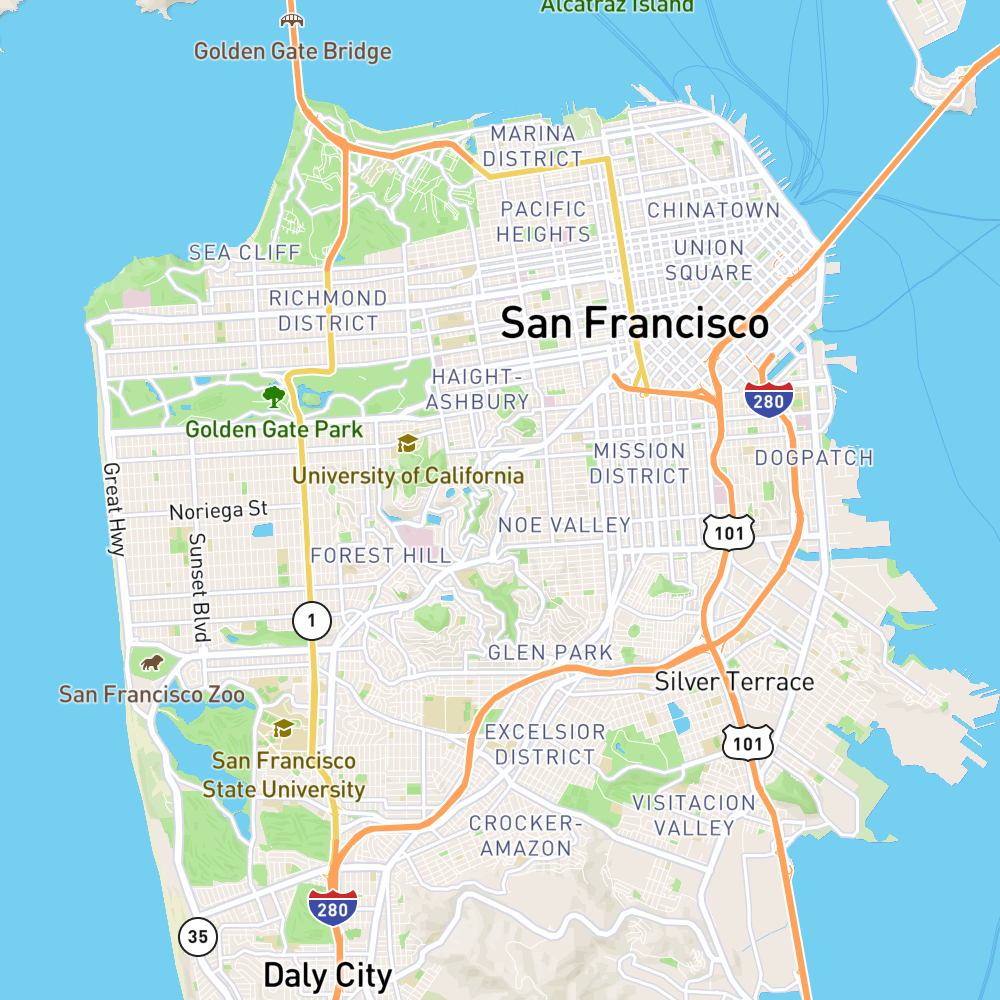 Alcatraz Island
Golden Gate Bridge
MARINA
DISTRICT
PACIFIC
HEIGHTS
CHINATOWN
UNION
SQUARE
SEA CLIFF
RICHMOND
DISTRICT
San Francisco
HAIGHT-
ASHBURY
280
Golden Gate Park
University of California
MISSION
DISTRICT
DOGPATCH
Great Hwy
Noriega St
NOE VALLEY
101
Sunset Blvd
FOREST HILL
1
GLEN PARK
San Francisco Zoo
Silver Terrace
EXCELSIOR
DISTRICT
101
San Francisco
State University
VISITACION
VALLEY
CROCKER-
AMAZON
280
35
Daly City